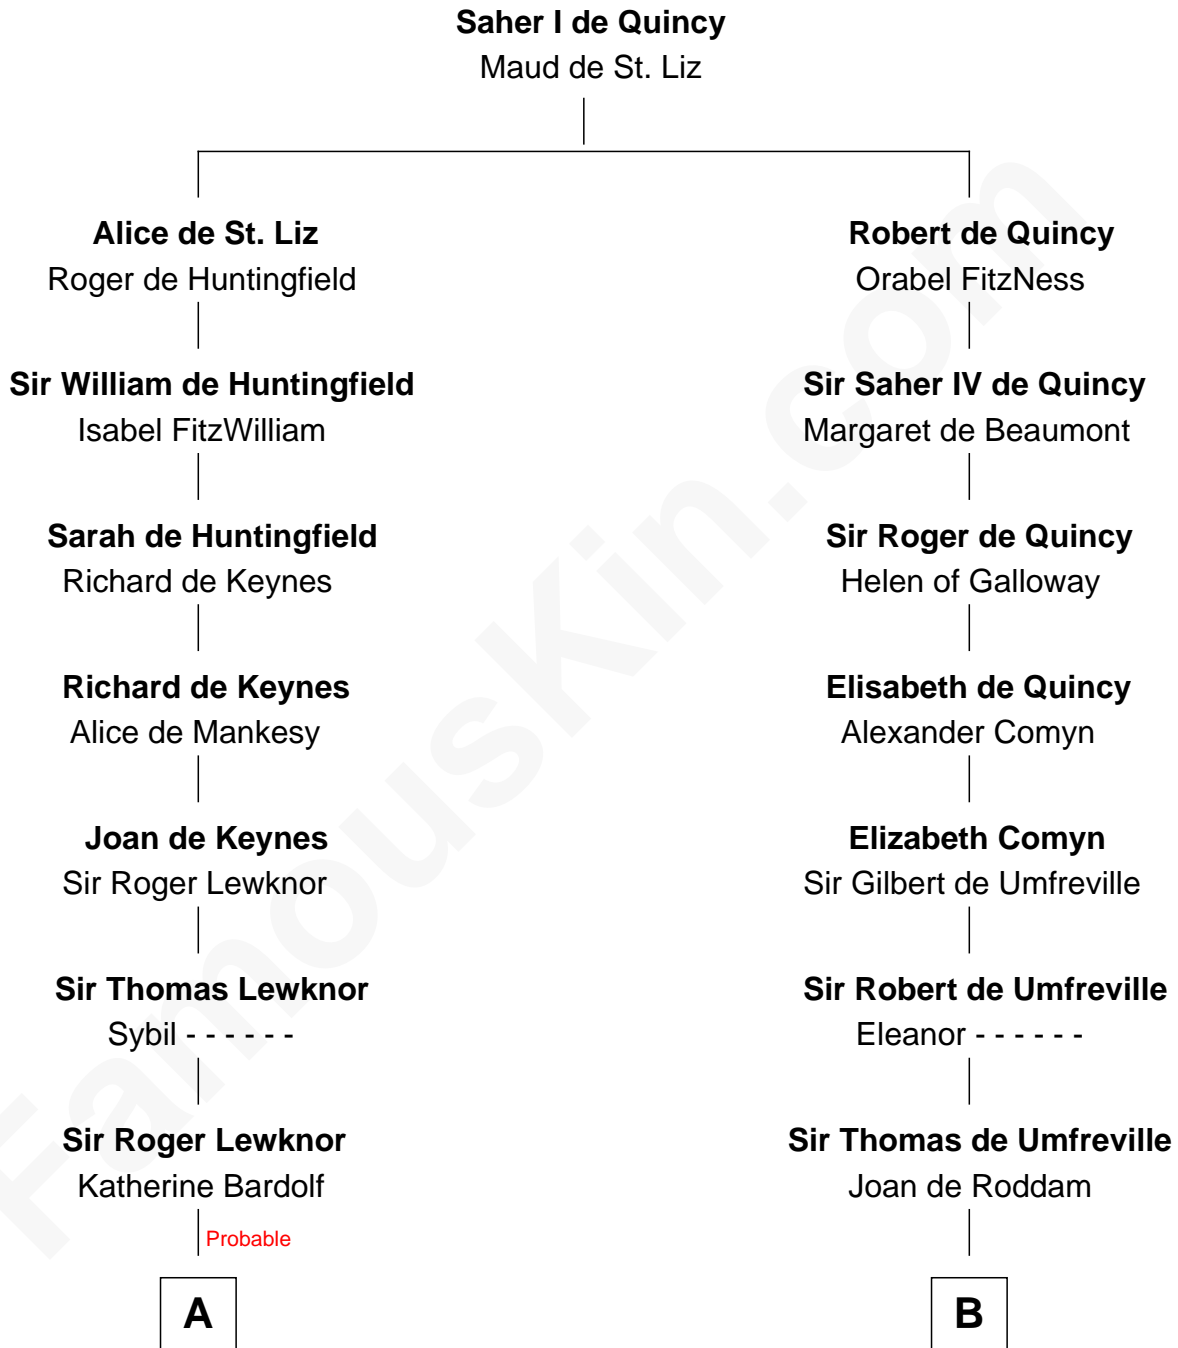 Saher I de Quincy
Maud de St. Liz
Alice de St. Liz
Roger de Huntingfield
Robert de Quincy
Orabel FitzNess
Sir William de Huntingfield
Isabel FitzWilliam
Sir Saher IV de Quincy
Margaret de Beaumont
Sarah de Huntingfield
Richard de Keynes
Sir Roger de Quincy
Helen of Galloway
Richard de Keynes
Alice de Mankesy
Elisabeth de Quincy
Alexander Comyn
Joan de Keynes
Sir Roger Lewknor
Elizabeth Comyn
Sir Gilbert de Umfreville
Sir Thomas Lewknor
Sybil - - - - - -
Sir Robert de Umfreville
Eleanor - - - - - -
Sir Roger Lewknor
Katherine Bardolf
Sir Thomas de Umfreville
Joan de Roddam
Probable
A
B
FamousKin.com